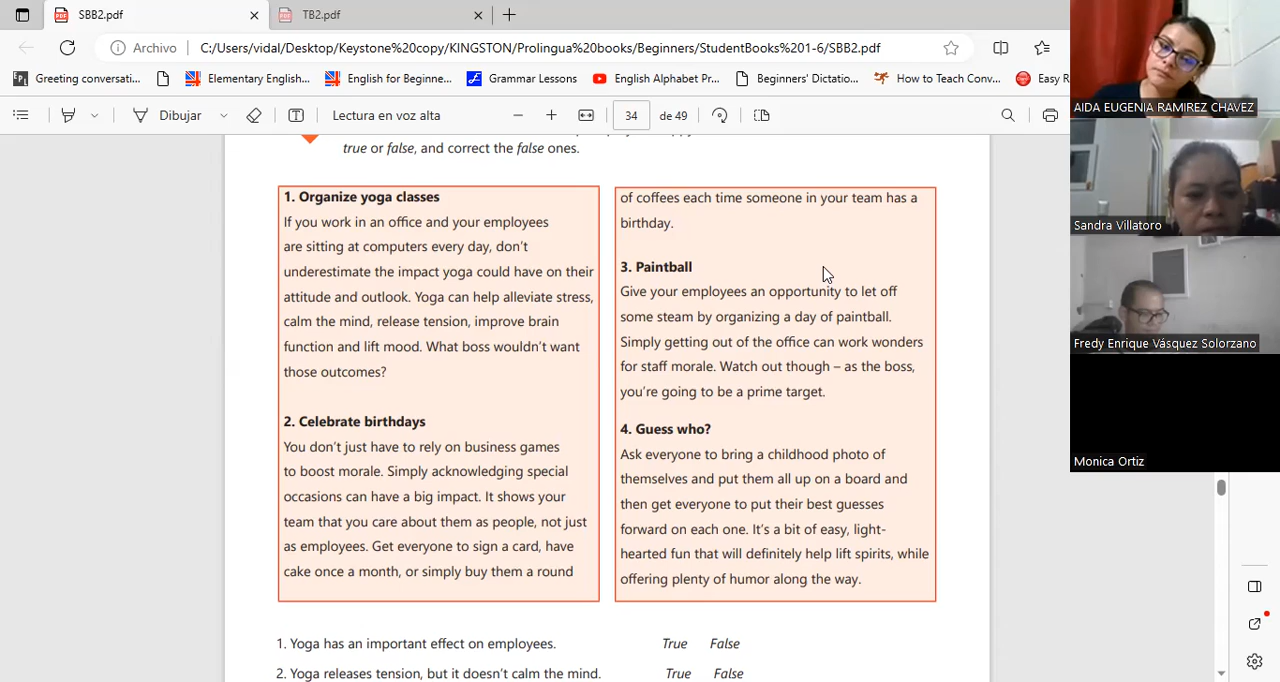 SBB2.pdf
TB2.pdf
Archivo
C:/Users/vidal/Desktop/Keystone%20copy/KINGSTON/Prolingua%20books/Beginners/StudentBooks%201-6/SBB2.pdf
Greeting conversati...
Elementary English...
English for Beginne...
Grammar Lessons
English Alphabet Pr...
Beginners' Dictatio...
How to Teach Conv...
Easy R
Dibujar
Lectura en voz alta
34
de 49
true or false, and correct the false ones.
1. Organize yoga classes
If you work in an office and your employees
are sitting at computers every day, don't
underestimate the impact yoga could have on their
attitude and outlook. Yoga can help alleviate stress,
calm the mind, release tension, improve brain
function and lift mood. What boss wouldn't want
those outcomes?
2. Celebrate birthdays
You don't just have to rely on business games
to boost morale. Simply acknowledging special
occasions can have a big impact. It shows your
team that you care about them as people, not just
as employees. Get everyone to sign a card, have
cake once a month, or simply buy them a round
of coffees each time someone in your team has a
birthday.
3. Paintball
Give your employees an opportunity to let off
some steam by organizing a day of paintball.
Simply getting out of the office can work wonders
for staff morale. Watch out though – as the boss,
you're going to be a prime target.
4. Guess who?
Ask everyone to bring a childhood photo of
themselves and put them all up on a board and
then get everyone to put their best guesses
forward on each one. It's a bit of easy, light-
hearted fun that will definitely help lift spirits, while
offering plenty of humor along the way.
1. Yoga has an important effect on employees. True False
2. Yoga releases tension, but it doesn't calm the mind. True False
AIDA EUGENIA RAMIREZ CHAVEZ
Sandra Villatoro
Fredy Enrique Vásquez Solorzano
Monica Ortiz